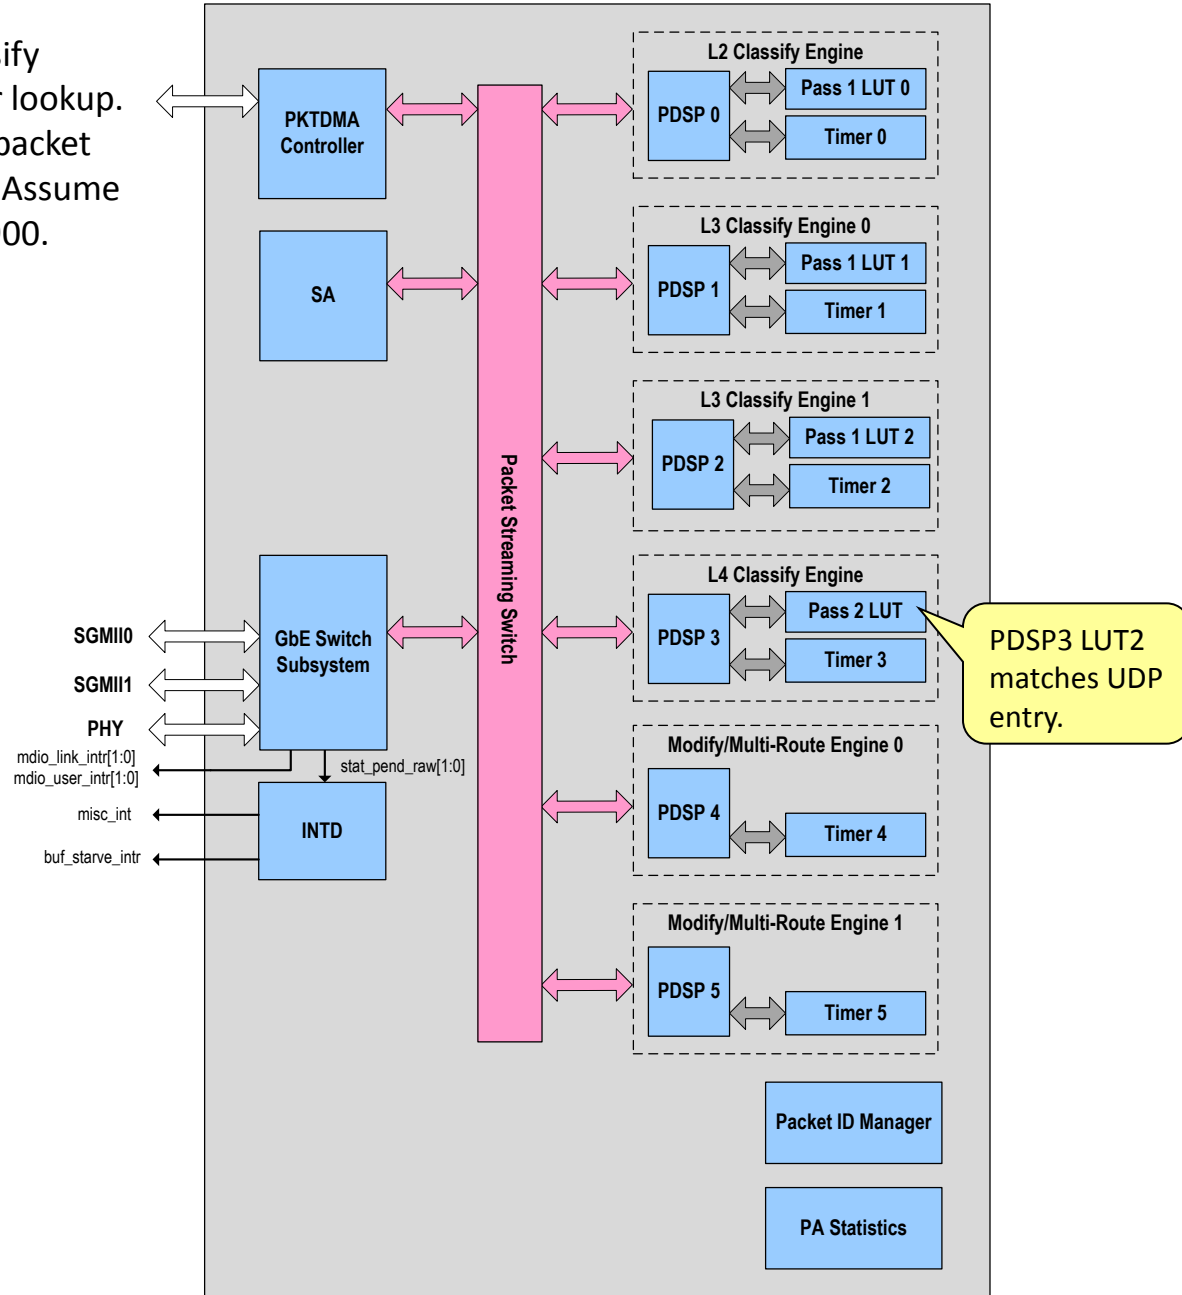 ify
r lookup.
packet
Assume
00.
PKTDMA
Controller
SA
GbE Switch
Subsystem
SGMII0
SGMII1
PHY
mdio_link_intr[1:0]
mdio_user_intr[1:0]
stat_pend_raw[1:0]
misc_int
INTD
buf_starve_intr
Packet Streaming Switch
L2 Classify Engine
PDSP 0
Pass 1 LUT 0
Timer 0
L3 Classify Engine 0
PDSP 1
Pass 1 LUT 1
Timer 1
L3 Classify Engine 1
PDSP 2
Pass 1 LUT 2
Timer 2
L4 Classify Engine
PDSP 3
Pass 2 LUT
Timer 3
PDSP3 LUT2
matches UDP
entry.
Modify/Multi-Route Engine 0
PDSP 4
Timer 4
Modify/Multi-Route Engine 1
PDSP 5
Timer 5
Packet ID Manager
PA Statistics